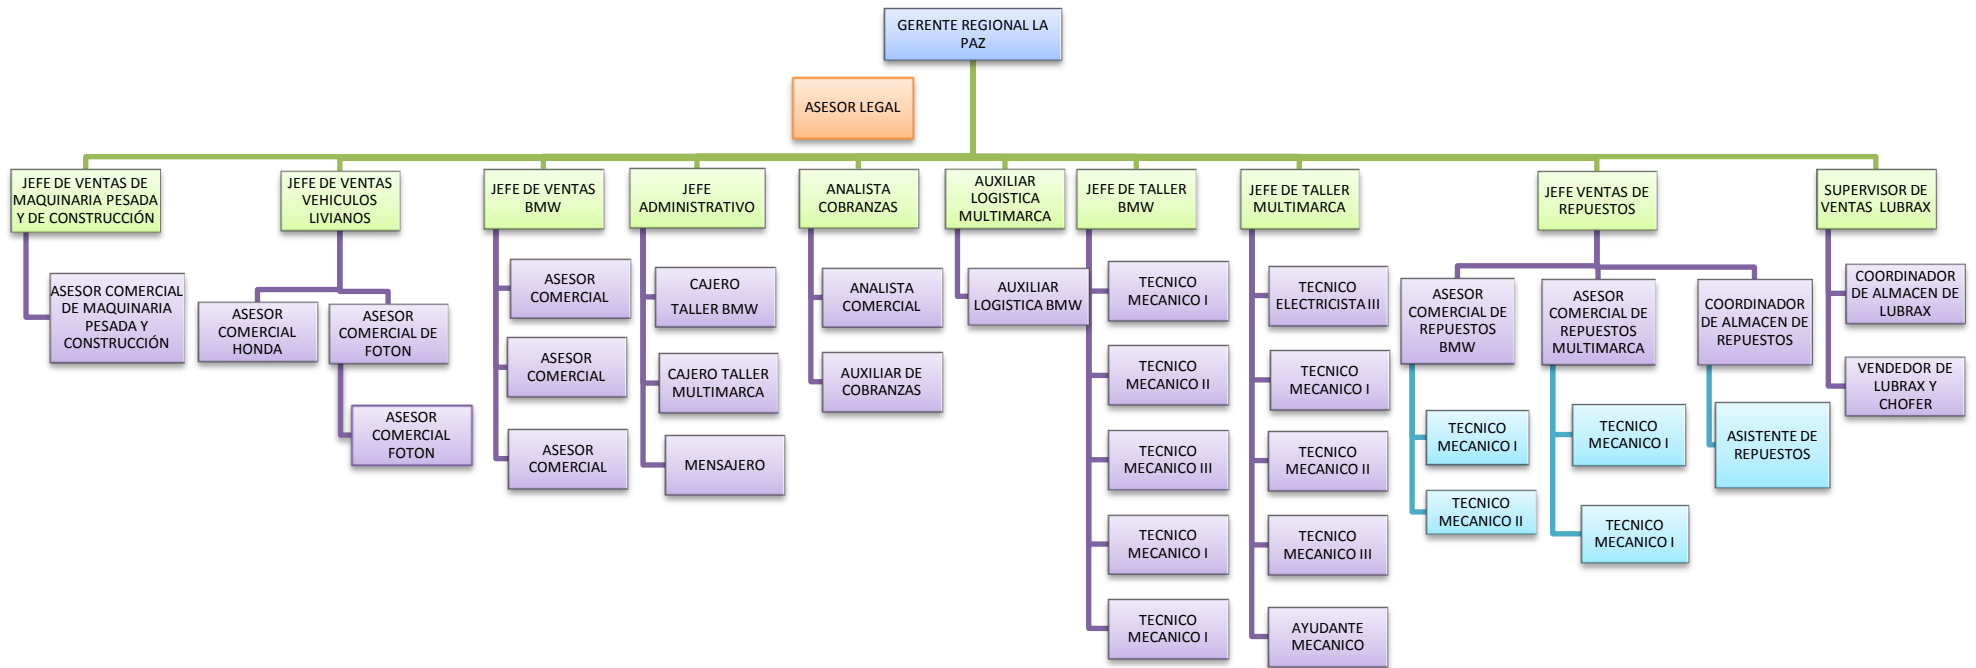 GERENTE REGIONAL LA
PAZ
ASESOR LEGAL
JEFE DE VENTAS DE
MAQUINARIA PESADA
Y DE CONSTRUCCIÓN
JEFE DE VENTAS
VEHICULOS
LIVIANOS
JEFE DE VENTAS
BMW
JEFE
ADMINISTRATIVO
ANALISTA
COBRANZAS
AUXILIAR
LOGISTICA
MULTIMARCA
JEFE DE TALLER
BMW
JEFE DE TALLER
MULTIMARCA
JEFE VENTAS DE
REPUESTOS
SUPERVISOR DE
VENTAS LUBRAX
ASESOR COMERCIAL
DE MAQUINARIA
PESADA Y
CONSTRUCCIÓN
ASESOR
COMERCIAL
HONDA
ASESOR
COMERCIAL DE
FOTON
ASESOR
COMERCIAL
FOTON
ASESOR
COMERCIAL
ASESOR
COMERCIAL
ASESOR
COMERCIAL
CAJERO
TALLER BMW
CAJERO TALLER
MULTIMARCA
MENSAJERO
ANALISTA
COMERCIAL
AUXILIAR DE
COBRANZAS
AUXILIAR
LOGISTICA BMW
TECNICO
MECANICO I
TECNICO
MECANICO II
TECNICO
MECANICO III
TECNICO
MECANICO I
TECNICO
MECANICO I
TECNICO
ELECTRICISTA III
TECNICO
MECANICO I
TECNICO
MECANICO II
TECNICO
MECANICO III
AYUDANTE
MECANICO
ASESOR
COMERCIAL DE
REPUESTOS
BMW
TECNICO
MECANICO I
TECNICO
MECANICO II
ASESOR
COMERCIAL DE
REPUESTOS
MULTIMARCA
TECNICO
MECANICO I
TECNICO
MECANICO I
COORDINADOR
DE ALMACEN DE
REPUESTOS
ASISTENTE DE
REPUESTOS
COORDINADOR
DE ALMACEN DE
LUBRAX
VENDEDOR DE
LUBRAX Y
CHOFER